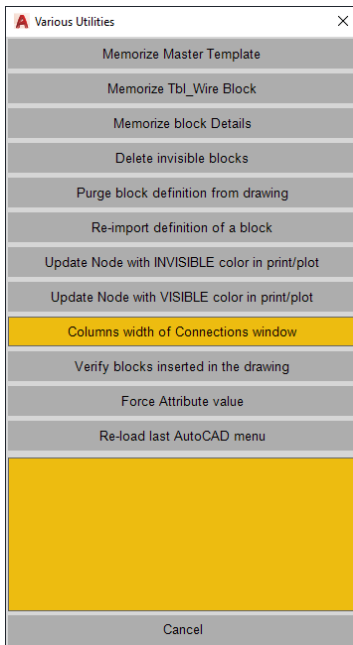 Various Utilities
Memorize Master Template
Memorize Tbl_Wire Block
Memorize block Details
Delete invisible blocks
Purge block definition from drawing
Re-import definition of a block
Update Node with INVISIBLE color in print/plot
Update Node with VISIBLE color in print/plot
Columns width of Connections window
Verify blocks inserted in the drawing
Force Attribute value
Re-load last AutoCAD menu
Cancel